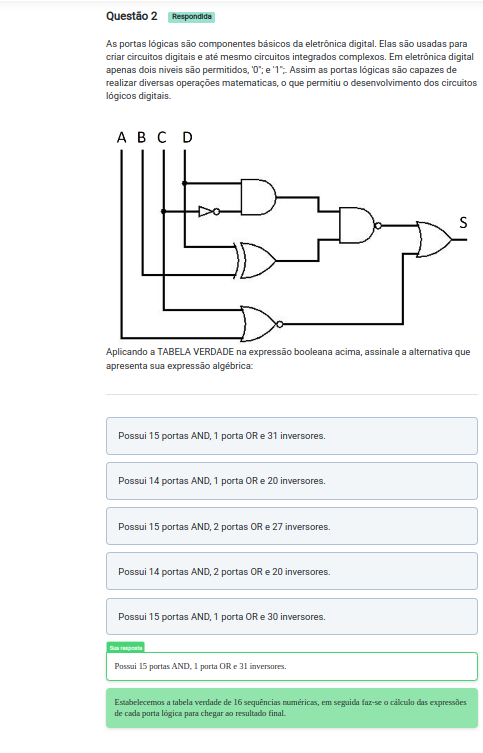 Questão 2 Respondida
As portas lógicas são componentes básicos da eletrônica digital. Elas são usadas para
criar circuitos digitais e até mesmo circuitos integrados complexos. Em eletrônica digital
apenas dois níveis são permitidos, '0"; e '1";. Assim as portas lógicas são capazes de
realizar diversas operações matematicas, o que permitiu o desenvolvimento dos circuitos
lógicos digitais.
A B C D
S
Aplicando a TABELA VERDADE na expressão booleana acima, assinale a alternativa que
apresenta sua expressão algébrica:
Possui 15 portas AND, 1 porta OR e 31 inversores.
Possui 14 portas AND, 1 porta OR e 20 inversores.
Possui 15 portas AND, 2 portas OR e 27 inversores.
Possui 14 portas AND, 2 portas OR e 20 inversores.
Possui 15 portas AND, 1 porta OR e 30 inversores.
Sua resposta
Possui 15 portas AND, 1 porta OR e 31 inversores.
Estabelecemos a tabela verdade de 16 sequências numéricas, em seguida faz-se o cálculo das expressões
de cada porta lógica para chegar ao resultado final.